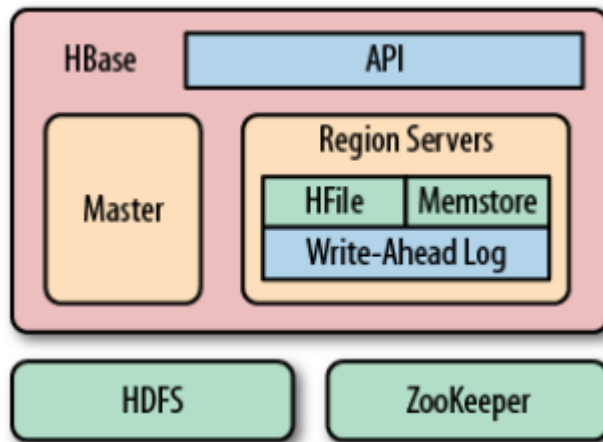 HBase
API
Master
Region Servers
HFile
Memstore
Write-Ahead Log
HDFS
ZooKeeper